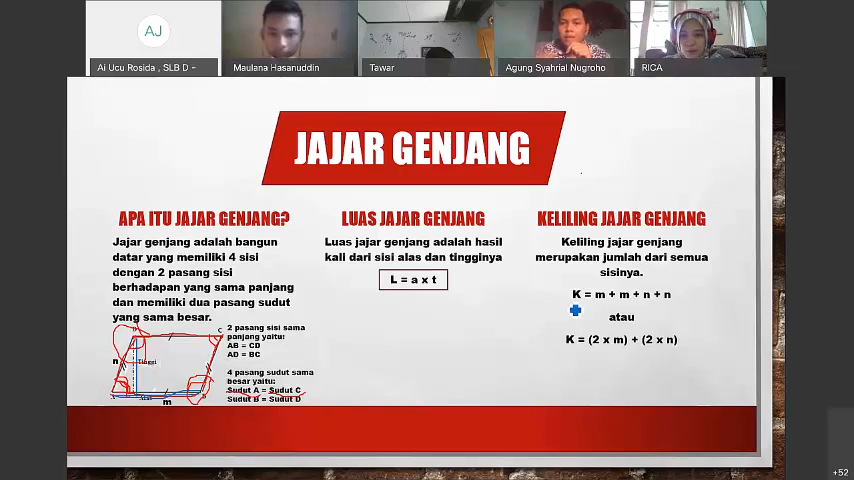 AJ
Ai Ucu Rosida , SLB D -
Maulana Hasanuddin
Tawar
Agung Syahrial Nugroho
RICA
JAJAR GENJANG
APA ITU JAJAR GENJANG?
Jajar genjang adalah bangun
datar yang memiliki 4 sisi
dengan 2 pasang sisi
berhadapan yang sama panjang
dan memiliki dua pasang sudut
yang sama besar.
D
C
n
Tinggi
A
Alas
B
m
2 pasang sisi sama
panjang yaitu:
AB = CD
AD = BC
4 pasang sudut sama
besar yaitu:
Sudut A = Sudut C
Sudut B = Sudut D
LUAS JAJAR GENJANG
Luas jajar genjang adalah hasil
kali dari sisi alas dan tingginya
L = a x t
KELILING JAJAR GENJANG
Keliling jajar genjang
merupakan jumlah dari semua
sisinya.
K = m + m + n + n
atau
K = (2 x m) + (2 x n)
+52